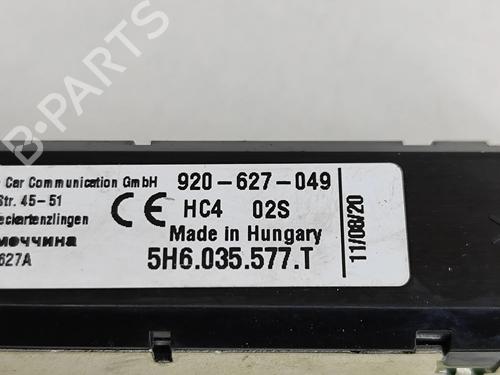 Car Communication GmbH
920-627-049
Str. 45-51
CE
HC4 02S
eckartenzlingen
Made in Hungary
627A
5H6.035.577.T
11/08/20
B-PARTS